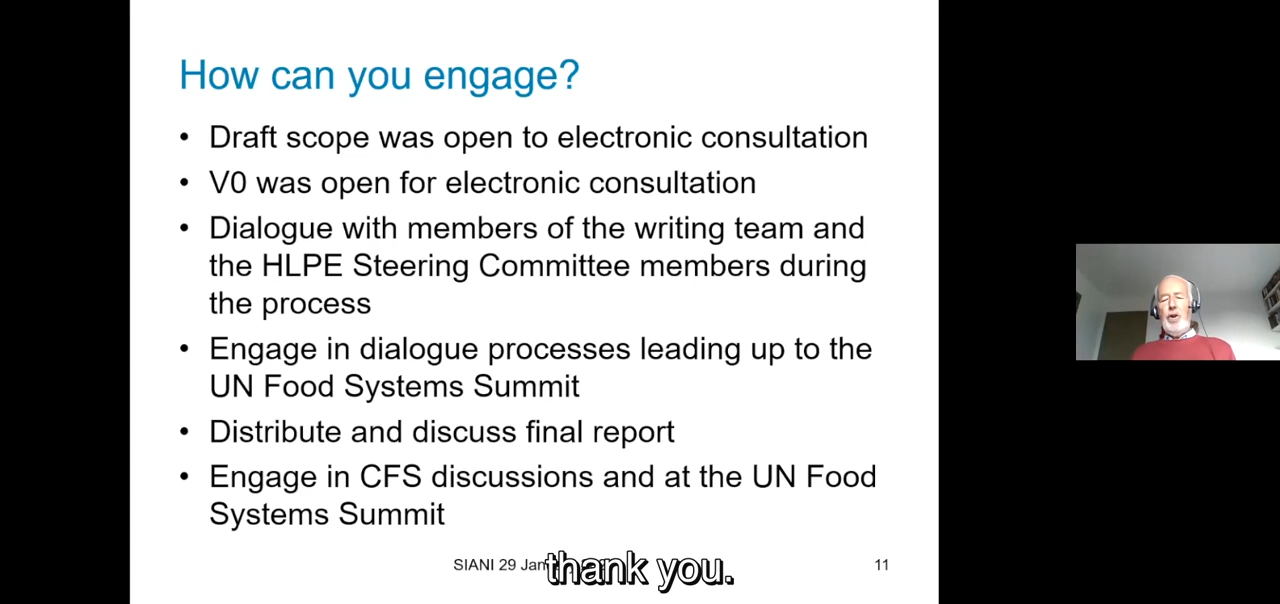 How can you engage?
• Draft scope was open to electronic consultation
• V0 was open for electronic consultation
• Dialogue with members of the writing team and
the HLPE Steering Committee members during
the process
• Engage in dialogue processes leading up to the
UN Food Systems Summit
• Distribute and discuss final report
• Engage in CFS discussions and at the UN Food
Systems Summit
SIANI 29 Jan
11
thank you.